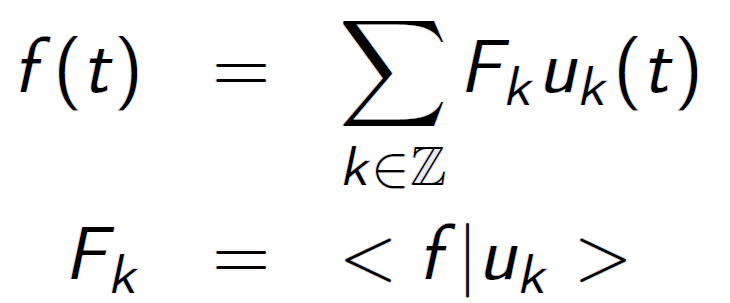 f(t) = ∑ F_k u_k(t)
k∈ℤ
F_k = < f|u_k >